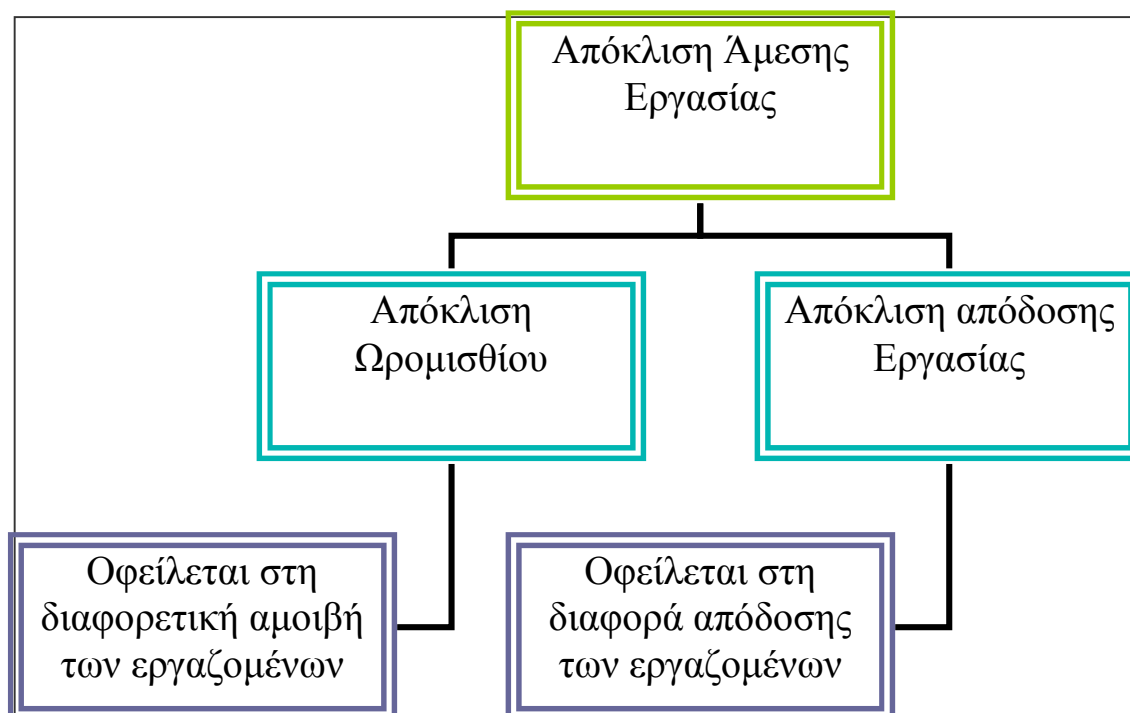 Απόκλιση Άμεσης
Εργασίας
Απόκλιση
Ωρομισθίου
Απόκλιση απόδοσης
Εργασίας
Οφείλεται στη
διαφορετική αμοιβή
των εργαζομένων
Οφείλεται στη
διαφορά απόδοσης
των εργαζομένων